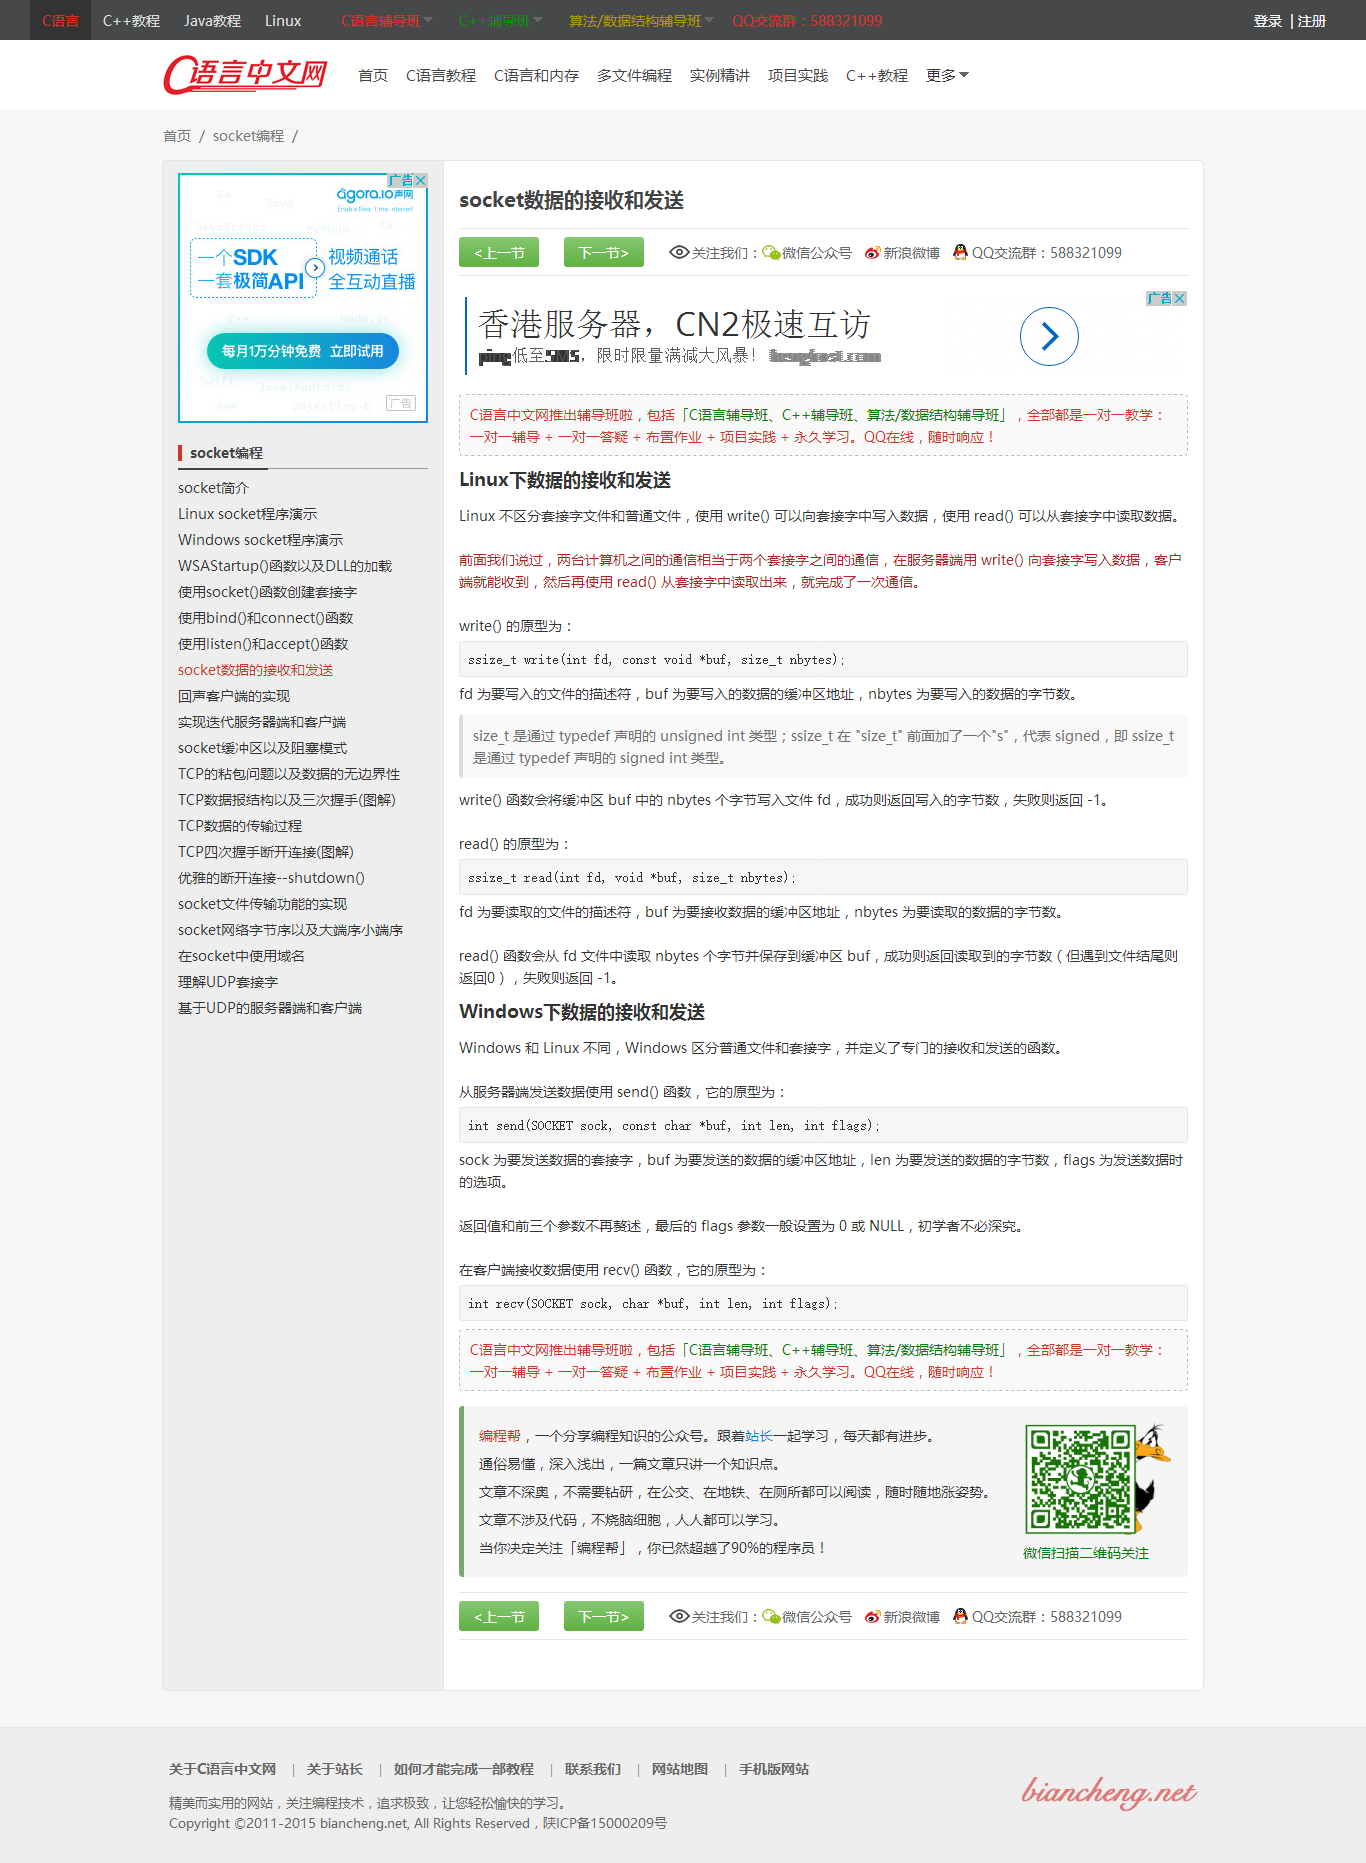 C语言 C++教程 Java教程 Linux C语言辅导班 C++辅导班 算法/数据结构辅导班 QQ交流群：588321099 登录 | 注册
C语言中文网 首页 C语言教程 C语言和内存 多文件编程 实例精讲 项目实践 C++教程 更多
首页 / socket编程 /
广告
agora.io声网
JavaScript
Python
一个SDK
一套极简API
视频通话
全互动直播
C++
Node.js
每月1万分钟免费 立即试用
Swift
Java(Android)
PHP
Objective-C
广告
socket编程
socket简介
Linux socket程序演示
Windows socket程序演示
WSAStartup()函数以及DLL的加载
使用socket()函数创建套接字
使用bind()和connect()函数
使用listen()和accept()函数
socket数据的接收和发送
回声客户端的实现
实现迭代服务器端和客户端
socket缓冲区以及阻塞模式
TCP的粘包问题以及数据的无边界性
TCP数据报结构以及三次握手(图解)
TCP数据的传输过程
TCP四次握手断开连接(图解)
优雅的断开连接--shutdown()
socket文件传输功能的实现
socket网络字节序以及大端序小端序
在socket中使用域名
理解UDP套接字
基于UDP的服务器端和客户端
socket数据的接收和发送
<上一节 下一节> 关注我们：微信公众号 新浪微博 QQ交流群：588321099
广告
香港服务器，CN2极速互访
低至 ，限时限量满减大风暴！
C语言中文网推出辅导班啦，包括「C语言辅导班、C++辅导班、算法/数据结构辅导班」，全部都是一对一教学：
一对一辅导 + 一对一答疑 + 布置作业 + 项目实践 + 永久学习。QQ在线，随时响应！
Linux下数据的接收和发送
Linux 不区分套接字文件和普通文件，使用 write() 可以向套接字中写入数据，使用 read() 可以从套接字中读取数据。
前面我们说过，两台计算机之间的通信相当于两个套接字之间的通信，在服务器端用 write() 向套接字写入数据，客户
端就能收到，然后再使用 read() 从套接字中读取出来，就完成了一次通信。
write() 的原型为：
ssize_t write(int fd, const void *buf, size_t nbytes);
fd 为要写入的文件的描述符，buf 为要写入的数据的缓冲区地址，nbytes 为要写入的数据的字节数。
size_t 是通过 typedef 声明的 unsigned int 类型；ssize_t 在 "size_t" 前面加了一个"s"，代表 signed，即 ssize_t
是通过 typedef 声明的 signed int 类型。
write() 函数会将缓冲区 buf 中的 nbytes 个字节写入文件 fd，成功则返回写入的字节数，失败则返回 -1。
read() 的原型为：
ssize_t read(int fd, void *buf, size_t nbytes);
fd 为要读取的文件的描述符，buf 为要接收数据的缓冲区地址，nbytes 为要读取的数据的字节数。
read() 函数会从 fd 文件中读取 nbytes 个字节并保存到缓冲区 buf，成功则返回读取到的字节数（但遇到文件结尾则
返回0），失败则返回 -1。
Windows下数据的接收和发送
Windows 和 Linux 不同，Windows 区分普通文件和套接字，并定义了专门的接收和发送的函数。
从服务器端发送数据使用 send() 函数，它的原型为：
int send(SOCKET sock, const char *buf, int len, int flags);
sock 为要发送数据的套接字，buf 为要发送的数据的缓冲区地址，len 为要发送的数据的字节数，flags 为发送数据时
的选项。
返回值和前三个参数不再赘述，最后的 flags 参数一般设置为 0 或 NULL，初学者不必深究。
在客户端接收数据使用 recv() 函数，它的原型为：
int recv(SOCKET sock, char *buf, int len, int flags);
C语言中文网推出辅导班啦，包括「C语言辅导班、C++辅导班、算法/数据结构辅导班」，全部都是一对一教学：
一对一辅导 + 一对一答疑 + 布置作业 + 项目实践 + 永久学习。QQ在线，随时响应！
编程帮，一个分享编程知识的公众号。跟着站长一起学习，每天都有进步。
通俗易懂，深入浅出，一篇文章只讲一个知识点。
文章不深奥，不需要钻研，在公交、在地铁、在厕所都可以阅读，随时随地涨姿势。
文章不涉及代码，不烧脑细胞，人人都可以学习。
当你决定关注「编程帮」，你已然超越了90%的程序员！
微信扫描二维码关注
<上一节 下一节> 关注我们：微信公众号 新浪微博 QQ交流群：588321099
关于C语言中文网 | 关于站长 | 如何才能完成一部教程 | 联系我们 | 网站地图 | 手机版网站
精美而实用的网站，关注编程技术，追求极致，让您轻松愉快的学习。
Copyright ©2011-2015 biancheng.net, All Rights Reserved，陕ICP备15000209号
biancheng.net